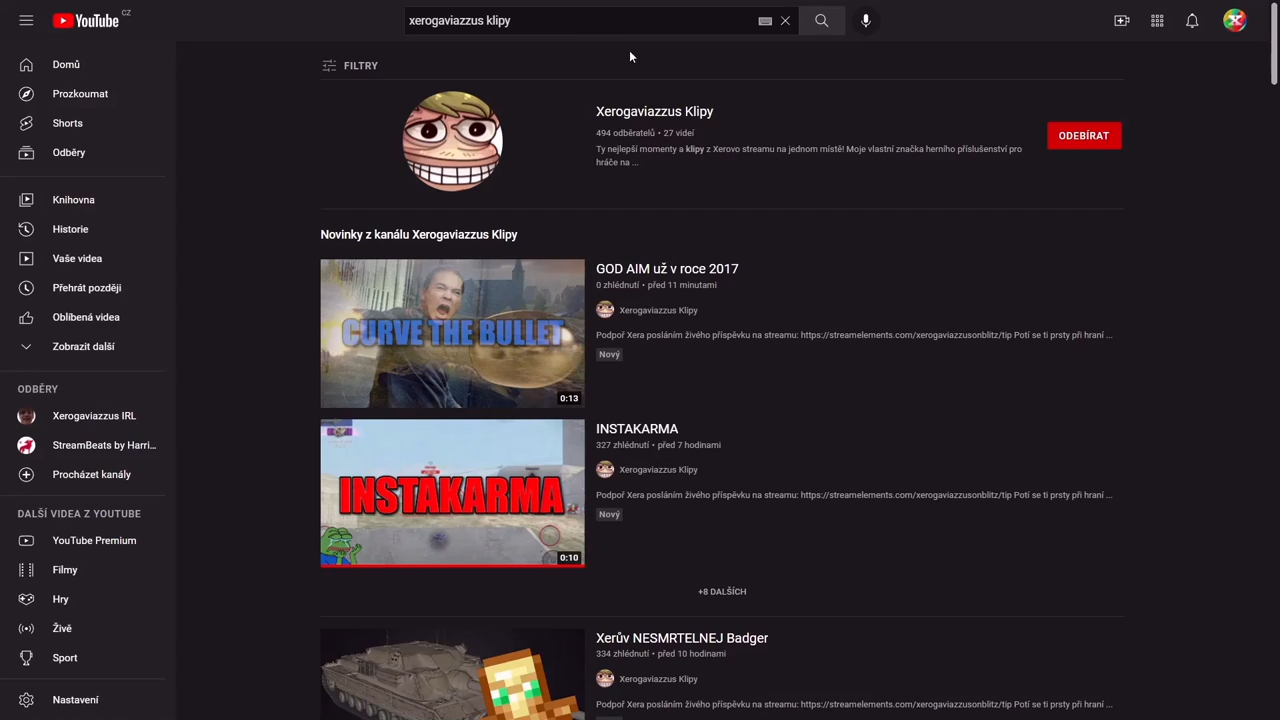 YouTube CZ
xerogaviazzus klipy
Domů
Prozkoumat
Shorts
Odběry
Knihovna
Historie
Vaše videa
Přehrát později
Oblíbená videa
Zobrazit další
ODBĚRY
Xerogaviazzus IRL
StreamBeats by Harri...
Procházet kanály
DALŠÍ VIDEA Z YOUTUBE
YouTube Premium
Filmy
Hry
Živě
Sport
Nastavení
FILTRY
Xerogaviazzus Klipy
494 odběratelů • 27 videí
Ty nejlepší momenty a klipy z Xerovo streamu na jednom místě! Moje vlastní značka herního příslušenství pro
hráče na ...
ODEBÍRAT
Novinky z kanálu Xerogaviazzus Klipy
CURVE THE BULLET
0:13
GOD AIM už v roce 2017
0 zhlédnutí • před 11 minutami
Xerogaviazzus Klipy
Podpoř Xera posláním živého příspěvku na streamu: https://streamelements.com/xerogaviazzusonblitz/tip Potí se ti prsty při hraní ...
Nový
INSTAKARMA
0:10
INSTAKARMA
327 zhlédnutí • před 7 hodinami
Xerogaviazzus Klipy
Podpoř Xera posláním živého příspěvku na streamu: https://streamelements.com/xerogaviazzusonblitz/tip Potí se ti prsty při hraní ...
Nový
+8 DALŠÍCH
Xerův NESMRTELNEJ Badger
334 zhlédnutí • před 10 hodinami
Xerogaviazzus Klipy
Podpoř Xera posláním živého příspěvku na streamu: https://streamelements.com/xerogaviazzusonblitz/tip Potí se ti prsty při hraní ...